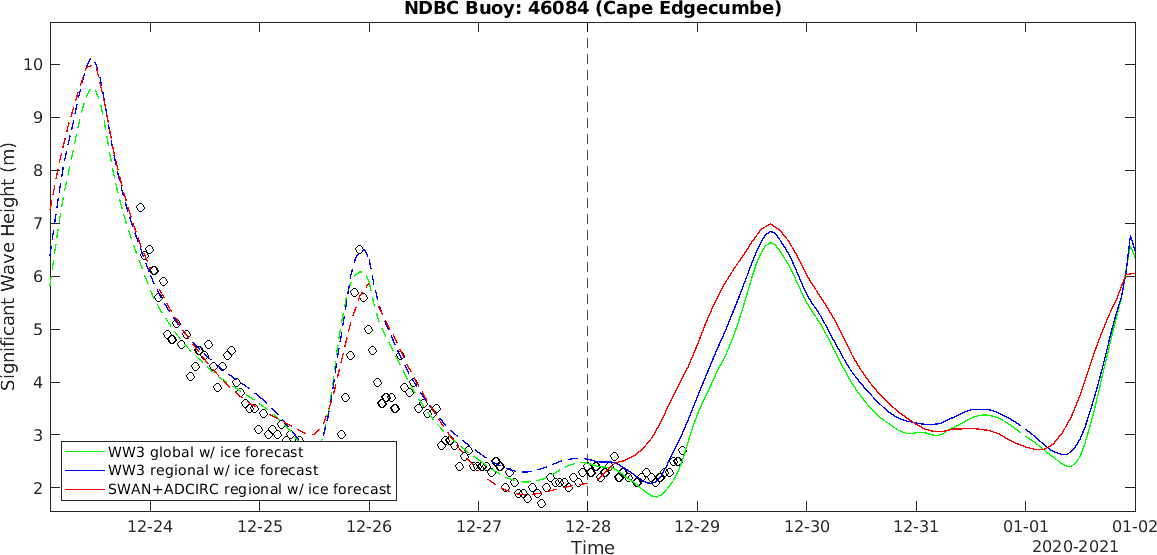 NDBC Buoy: 46084 (Cape Edgecumbe)
Significant Wave Height (m)
10
9
8
7
6
5
4
3
2
WW3 global w/ ice forecast
WW3 regional w/ ice forecast
SWAN+ADCIRC regional w/ ice forecast
12-24 12-25 12-26 12-27 12-28 12-29 12-30 12-31 01-01 01-02
Time
2020-2021